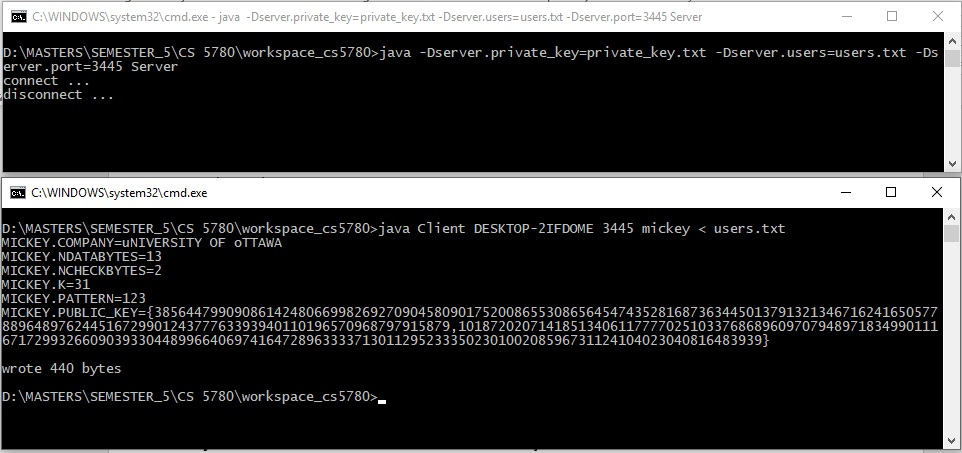 C:\WINDOWS\system32\cmd.exe - java -Dserver.private_key=private_key.txt -Dserver.users=users.txt -Dserver.port=3445 Server
D:\MASTERS\SEMESTER_5\CS 5780\workspace_cs5780>java -Dserver.private_key=private_key.txt -Dserver.users=users.txt -Ds
erver.port=3445 Server
connect ...
disconnect ...
C:\WINDOWS\system32\cmd.exe
D:\MASTERS\SEMESTER_5\CS 5780\workspace_cs5780>java Client DESKTOP-2IFDOME 3445 mickey < users.txt
MICKEY.COMPANY=uNIVERSITY OF oTTAWA
MICKEY.NDATABYTES=13
MICKEY.NCHECKBYTES=2
MICKEY.K=31
MICKEY.PATTERN=123
MICKEY.PUBLIC_KEY={38564479909086142480669982692709045809017520086553086564547435281687363445013791321346716241650577
88964897624451672990124377763393940110196570968797915879,101872020714185134061177770251033768689609707948971834990111
67172993266090393304489966406974164728963333713011295233350230100208596731124104023040816483939}
wrote 440 bytes
D:\MASTERS\SEMESTER_5\CS 5780\workspace_cs5780>